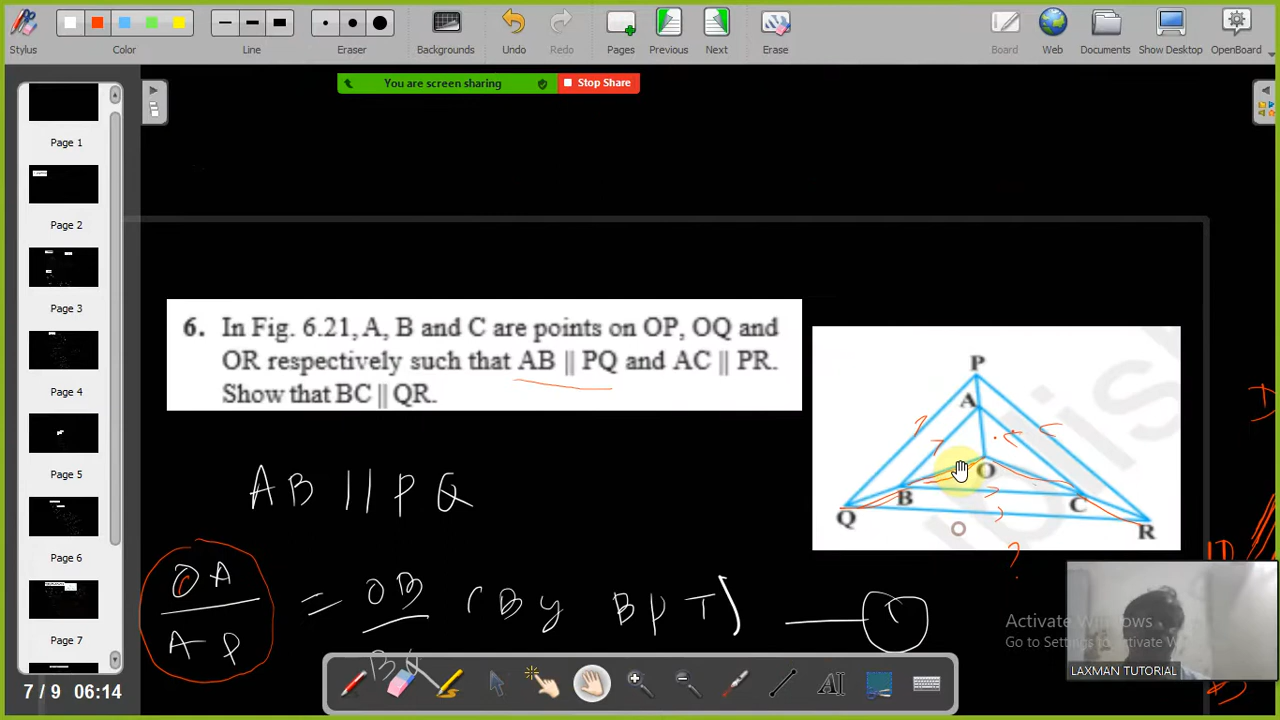 Stylus Color Line Eraser Backgrounds Undo Redo Pages Previous Next Erase Board Web Documents Show Desktop OpenBoard
You are screen sharing Stop Share
Page 1
Page 2
Page 3
Page 4
Page 5
Page 6
Page 7
6. In Fig. 6.21, A, B and C are points on OP, OQ and
OR respectively such that AB || PQ and AC || PR.
Show that BC || QR.
P
A
O
B
C
Q
R
?
D
AB || PQ
OA
AP
=
OB
(By BPT)
Activate Windows
Go to Settings to activate W
LAXMAN TUTORIAL
7 / 9 06:14